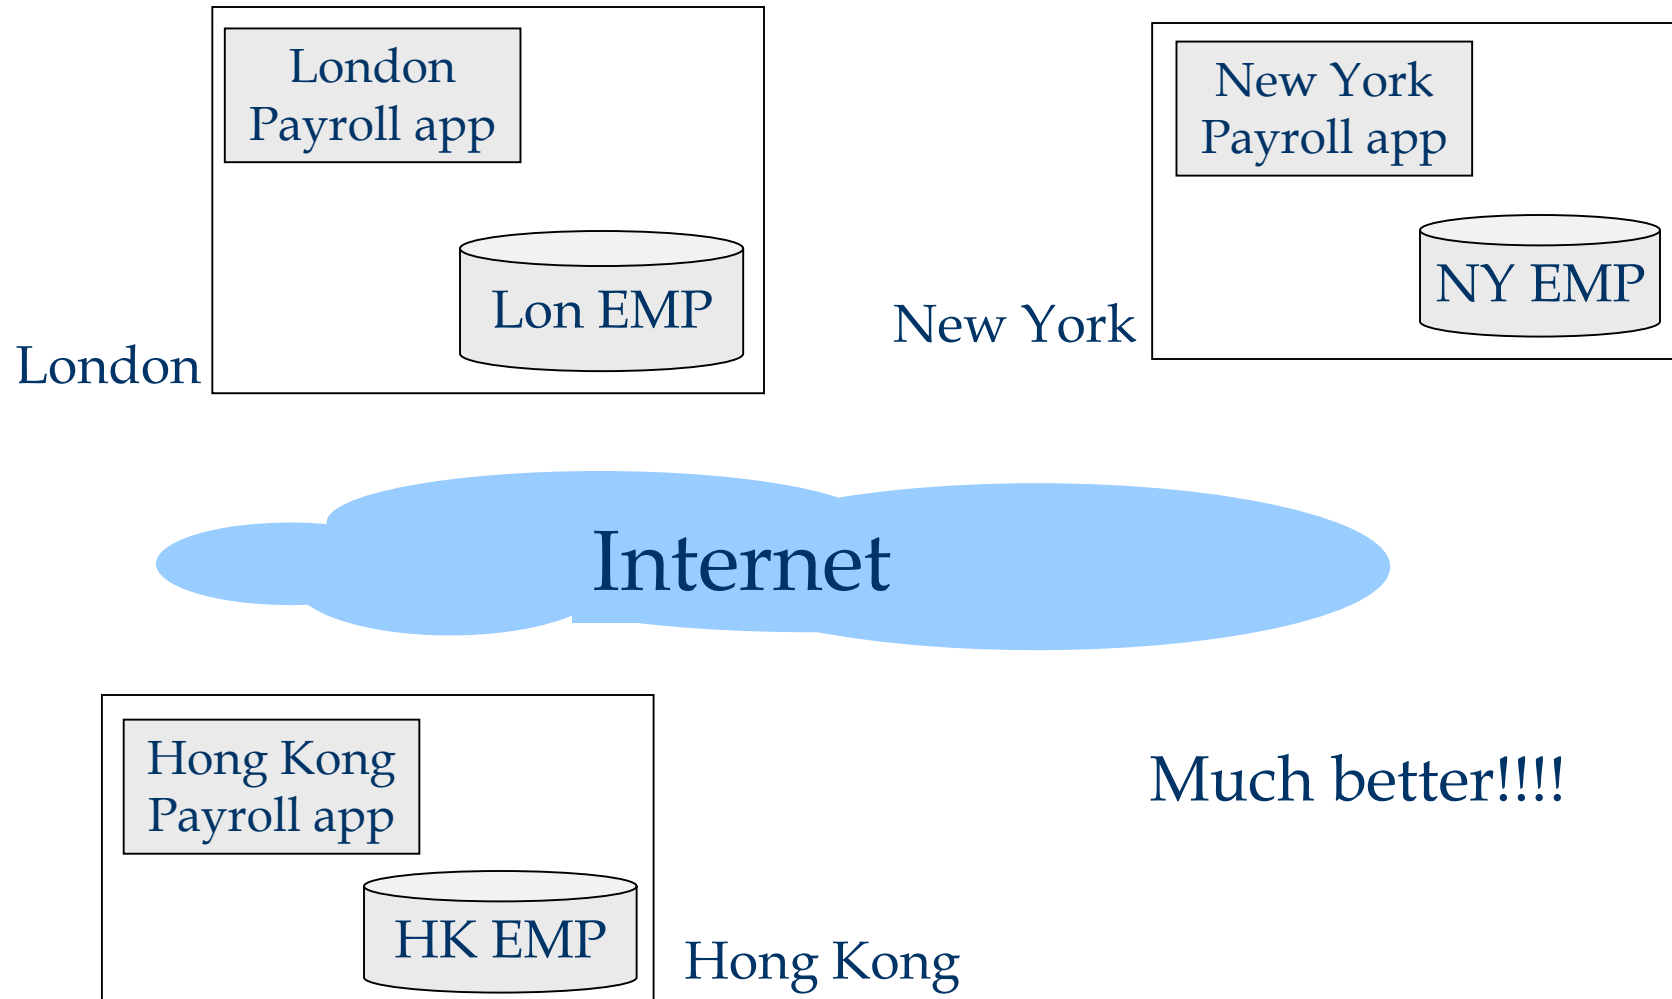 London
Payroll app
Lon EMP
London
New York
Payroll app
NY EMP
New York
Internet
Hong Kong
Payroll app
HK EMP
Hong Kong
Much better!!!!